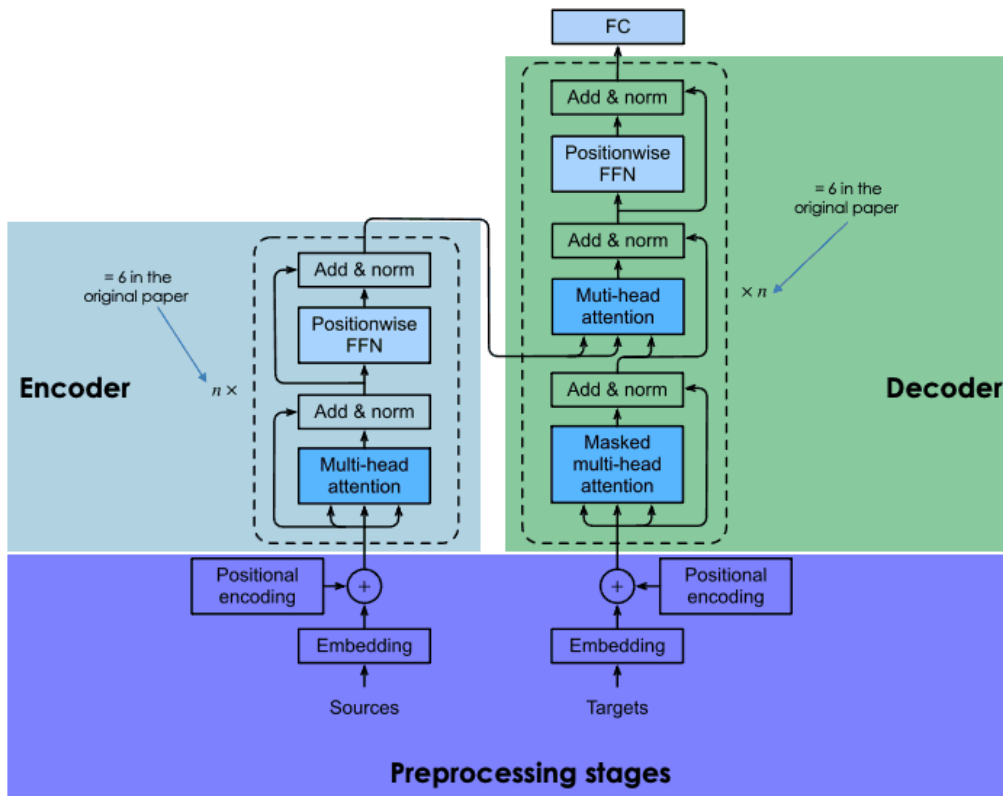 FC
Add & norm
Positionwise
FFN
= 6 in the
original paper
Add & norm
Muti-head
attention
× n
Add & norm
Masked
multi-head
attention
Decoder
= 6 in the
original paper
Add & norm
Positionwise
FFN
Encoder
n ×
Add & norm
Multi-head
attention
Positional
encoding
+
Embedding
Sources
+
Positional
encoding
Embedding
Targets
Preprocessing stages